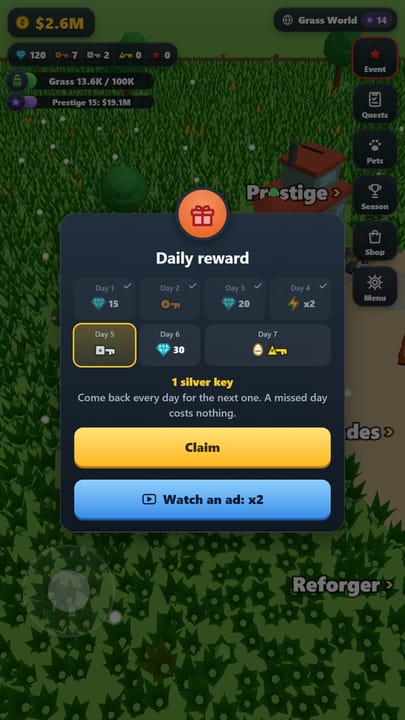 $2.6M
Grass World
14
120
7
2
0
0
Event
Grass 13.6K / 100K
Prestige 15: $19.1M
Quests
Pets
Prestige
Season
Shop
Menu
Daily reward
Day 1
15
Day 2
Day 3
20
Day 4
x2
Day 5
Day 6
30
Day 7
1 silver key
Come back every day for the next one. A missed day
costs nothing.
Claim
Watch an ad: x2
des
Reforger